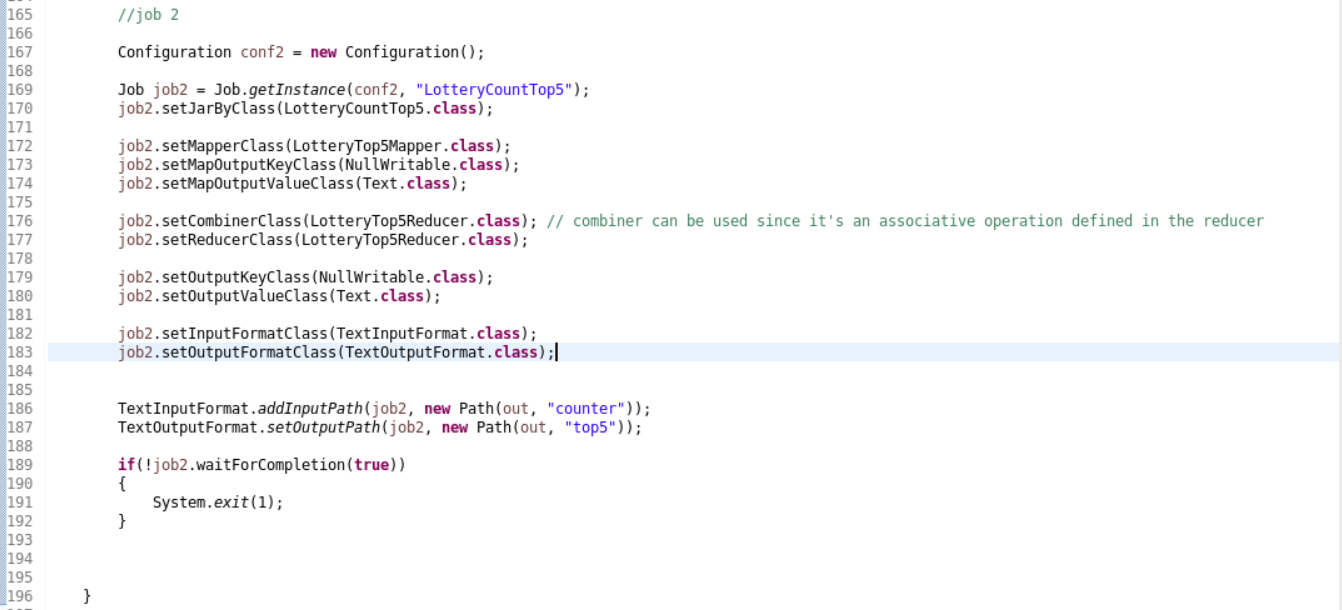 165 //job 2
166
167 Configuration conf2 = new Configuration();
168
169 Job job2 = Job.getInstance(conf2, "LotteryCountTop5");
170 job2.setJarByClass(LotteryCountTop5.class);
171
172 job2.setMapperClass(LotteryTop5Mapper.class);
173 job2.setMapOutputKeyClass(NullWritable.class);
174 job2.setMapOutputValueClass(Text.class);
175
176 job2.setCombinerClass(LotteryTop5Reducer.class); // combiner can be used since it's an associative operation defined in the reducer
177 job2.setReducerClass(LotteryTop5Reducer.class);
178
179 job2.setOutputKeyClass(NullWritable.class);
180 job2.setOutputValueClass(Text.class);
181
182 job2.setInputFormatClass(TextInputFormat.class);
183 job2.setOutputFormatClass(TextOutputFormat.class);
184
185
186 TextInputFormat.addInputPath(job2, new Path(out, "counter"));
187 TextOutputFormat.setOutputPath(job2, new Path(out, "top5"));
188
189 if(!job2.waitForCompletion(true))
190 {
191 System.exit(1);
192 }
193
194
195
196 }